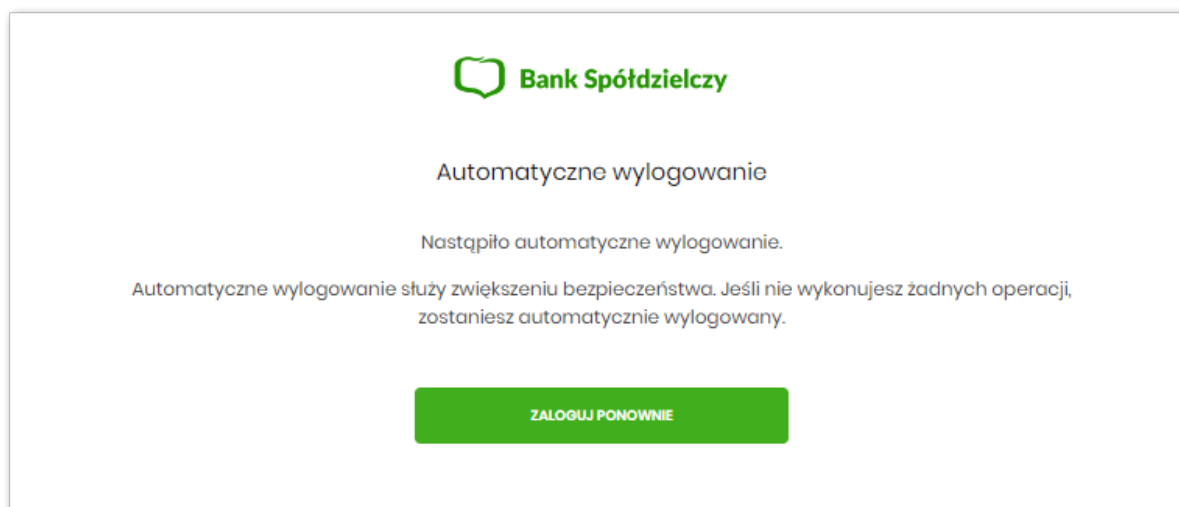 Bank Spółdzielczy
Automatyczne wylogowanie
Nastąpiło automatyczne wylogowanie.
Automatyczne wylogowanie służy zwiększeniu bezpieczeństwa. Jeśli nie wykonujesz żadnych operacji,
zostaniesz automatycznie wylogowany.
ZALOGUJ PONOWNIE